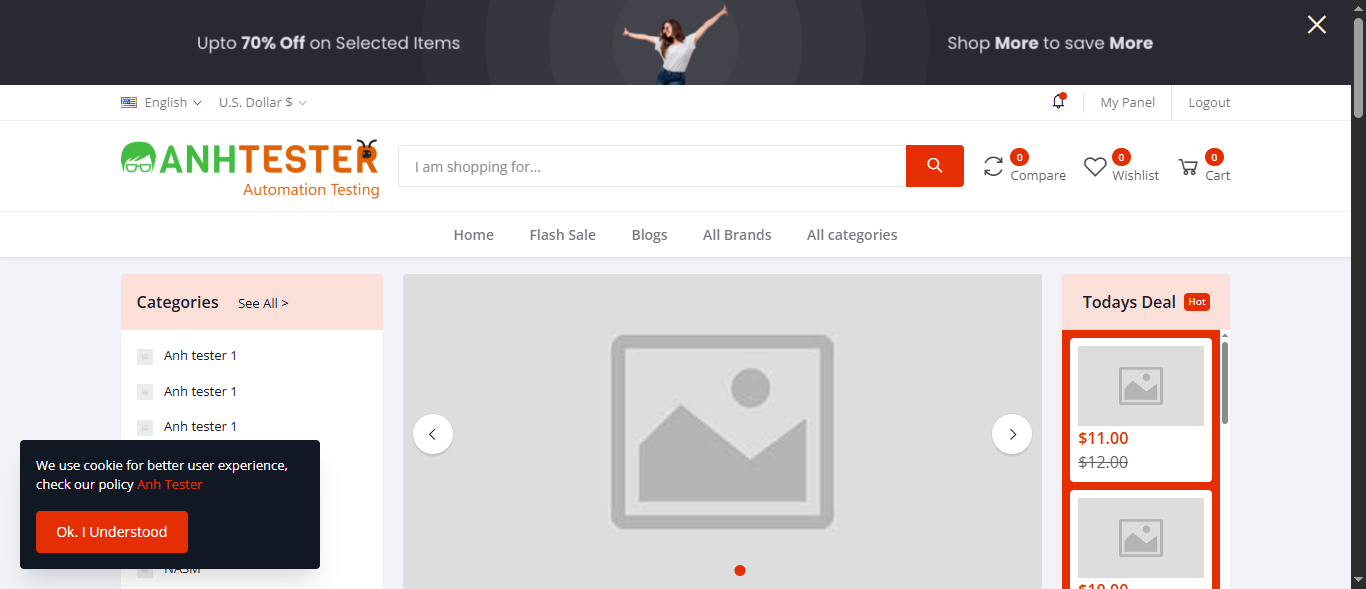 Upto 70% Off on Selected Items
Shop More to save More
English
U.S. Dollar $
My Panel
Logout
ANHTESTER
Automation Testing
I am shopping for...
0
Compare
0
Wishlist
0
Cart
Home
Flash Sale
Blogs
All Brands
All categories
Categories
See All >
Anh tester 1
Anh tester 1
Anh tester 1
We use cookie for better user experience,
check our policy Anh Tester
Ok. I Understood
NASM
Todays Deal
Hot
$11.00
$12.00
$10.00